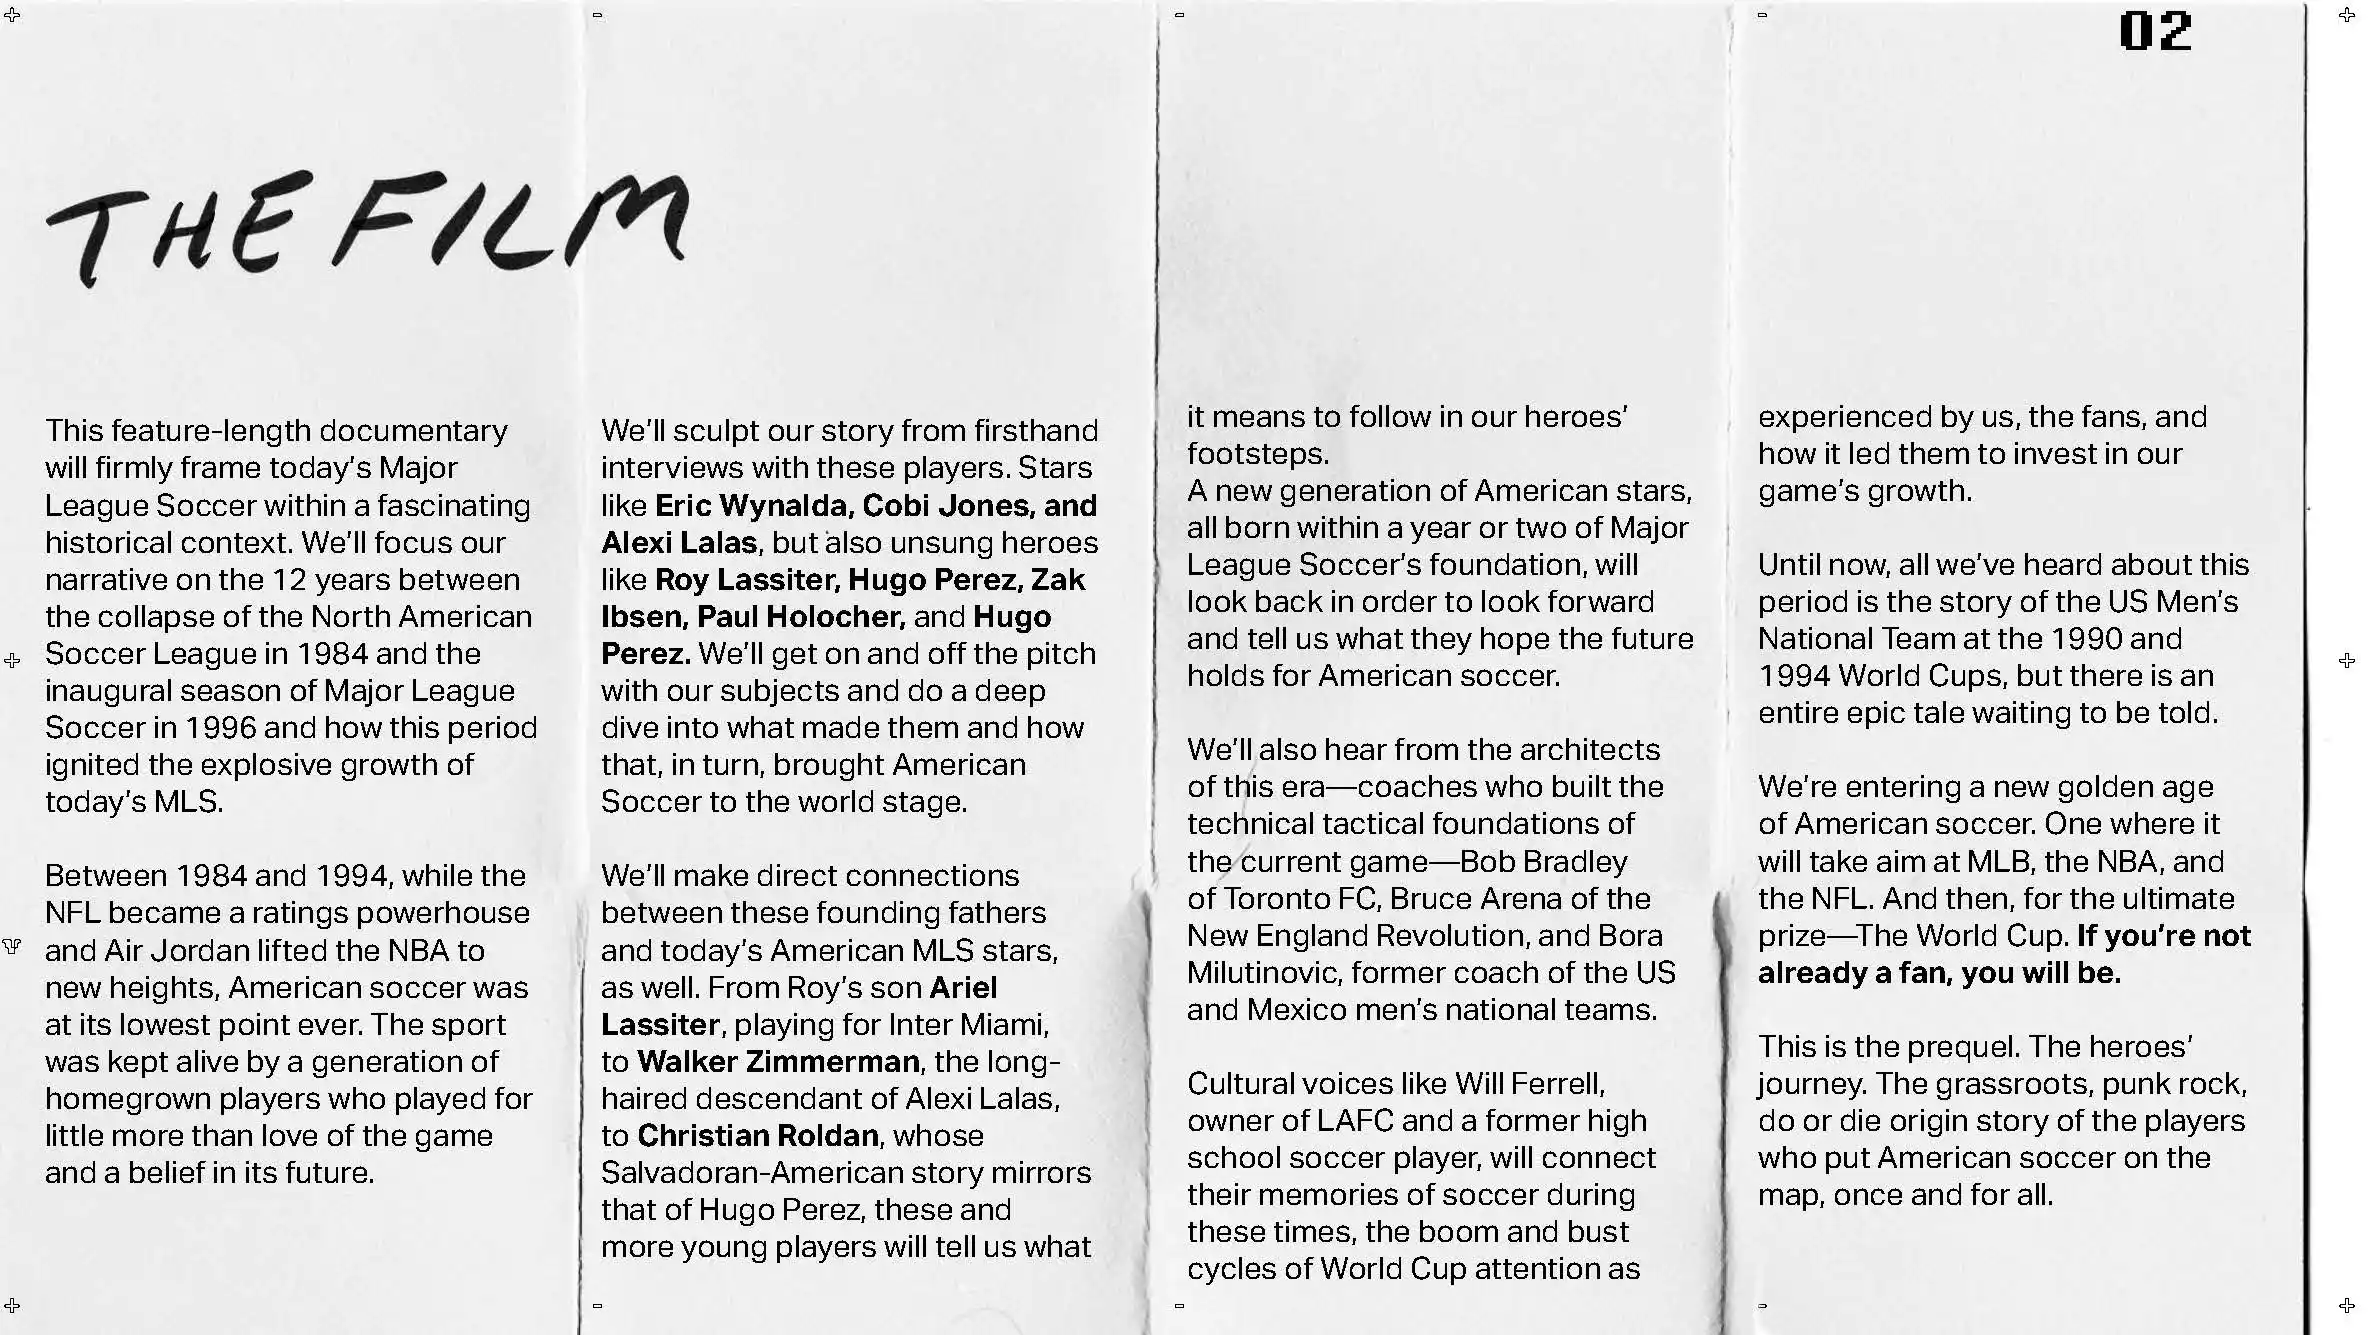 02
THE FILM
This feature-length documentary
will firmly frame today's Major
League Soccer within a fascinating
historical context. We'll focus our
narrative on the 12 years between
the collapse of the North American
Soccer League in 1984 and the
inaugural season of Major League
Soccer in 1996 and how this period
ignited the explosive growth of
today's MLS.
Between 1984 and 1994, while the
NFL became a ratings powerhouse
and Air Jordan lifted the NBA to
new heights, American soccer was
at its lowest point ever. The sport
was kept alive by a generation of
homegrown players who played for
little more than love of the game
and a belief in its future.
We'll sculpt our story from firsthand
interviews with these players. Stars
like Eric Wynalda, Cobi Jones, and
Alexi Lalas, but also unsung heroes
like Roy Lassiter, Hugo Perez, Zak
Ibsen, Paul Holocher, and Hugo
Perez. We'll get on and off the pitch
with our subjects and do a deep
dive into what made them and how
that, in turn, brought American
Soccer to the world stage.
We'll make direct connections
between these founding fathers
and today's American MLS stars,
as well. From Roy's son Ariel
Lassiter, playing for Inter Miami,
to Walker Zimmerman, the long-
haired descendant of Alexi Lalas,
to Christian Roldan, whose
Salvadoran-American story mirrors
that of Hugo Perez, these and
more young players will tell us what
it means to follow in our heroes'
footsteps.
A new generation of American stars,
all born within a year or two of Major
League Soccer's foundation, will
look back in order to look forward
and tell us what they hope the future
holds for American soccer.
We'll also hear from the architects
of this era—coaches who built the
technical tactical foundations of
the current game—Bob Bradley
of Toronto FC, Bruce Arena of the
New England Revolution, and Bora
Milutinovic, former coach of the US
and Mexico men's national teams.
Cultural voices like Will Ferrell,
owner of LAFC and a former high
school soccer player, will connect
their memories of soccer during
these times, the boom and bust
cycles of World Cup attention as
experienced by us, the fans, and
how it led them to invest in our
game's growth.
Until now, all we've heard about this
period is the story of the US Men's
National Team at the 1990 and
1994 World Cups, but there is an
entire epic tale waiting to be told.
We're entering a new golden age
of American soccer. One where it
will take aim at MLB, the NBA, and
the NFL. And then, for the ultimate
prize—The World Cup. If you're not
already a fan, you will be.
This is the prequel. The heroes'
journey. The grassroots, punk rock,
do or die origin story of the players
who put American soccer on the
map, once and for all.